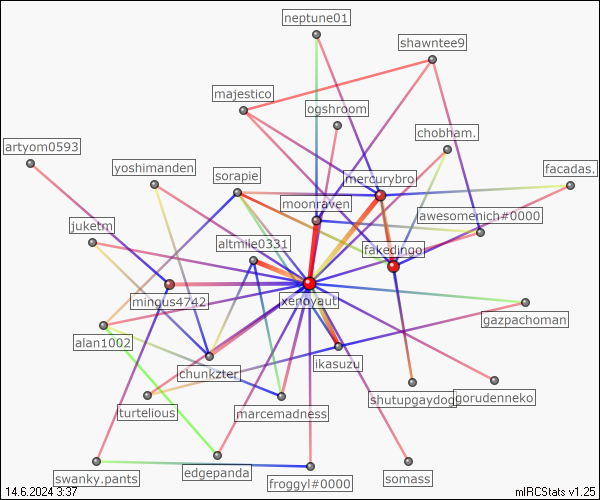 neptune01
shawntee9
majestico
ogshroom
chobham.
artyom0593
yoshimanden
sorapie
mercurybro
facadas.
moonraven
awesomenich#0000
juketm
altmile0331
fakedingo
mingus4742
xenoyaut
gazpachoman
alan1002
chunkzter
ikasuzu
turtelious
marcemadness
shutupgaydog
gorudenneko
swanky.pants
edgepanda
froggyl#0000
somass
14.6.2024 3:37
mIRCStats v1.25